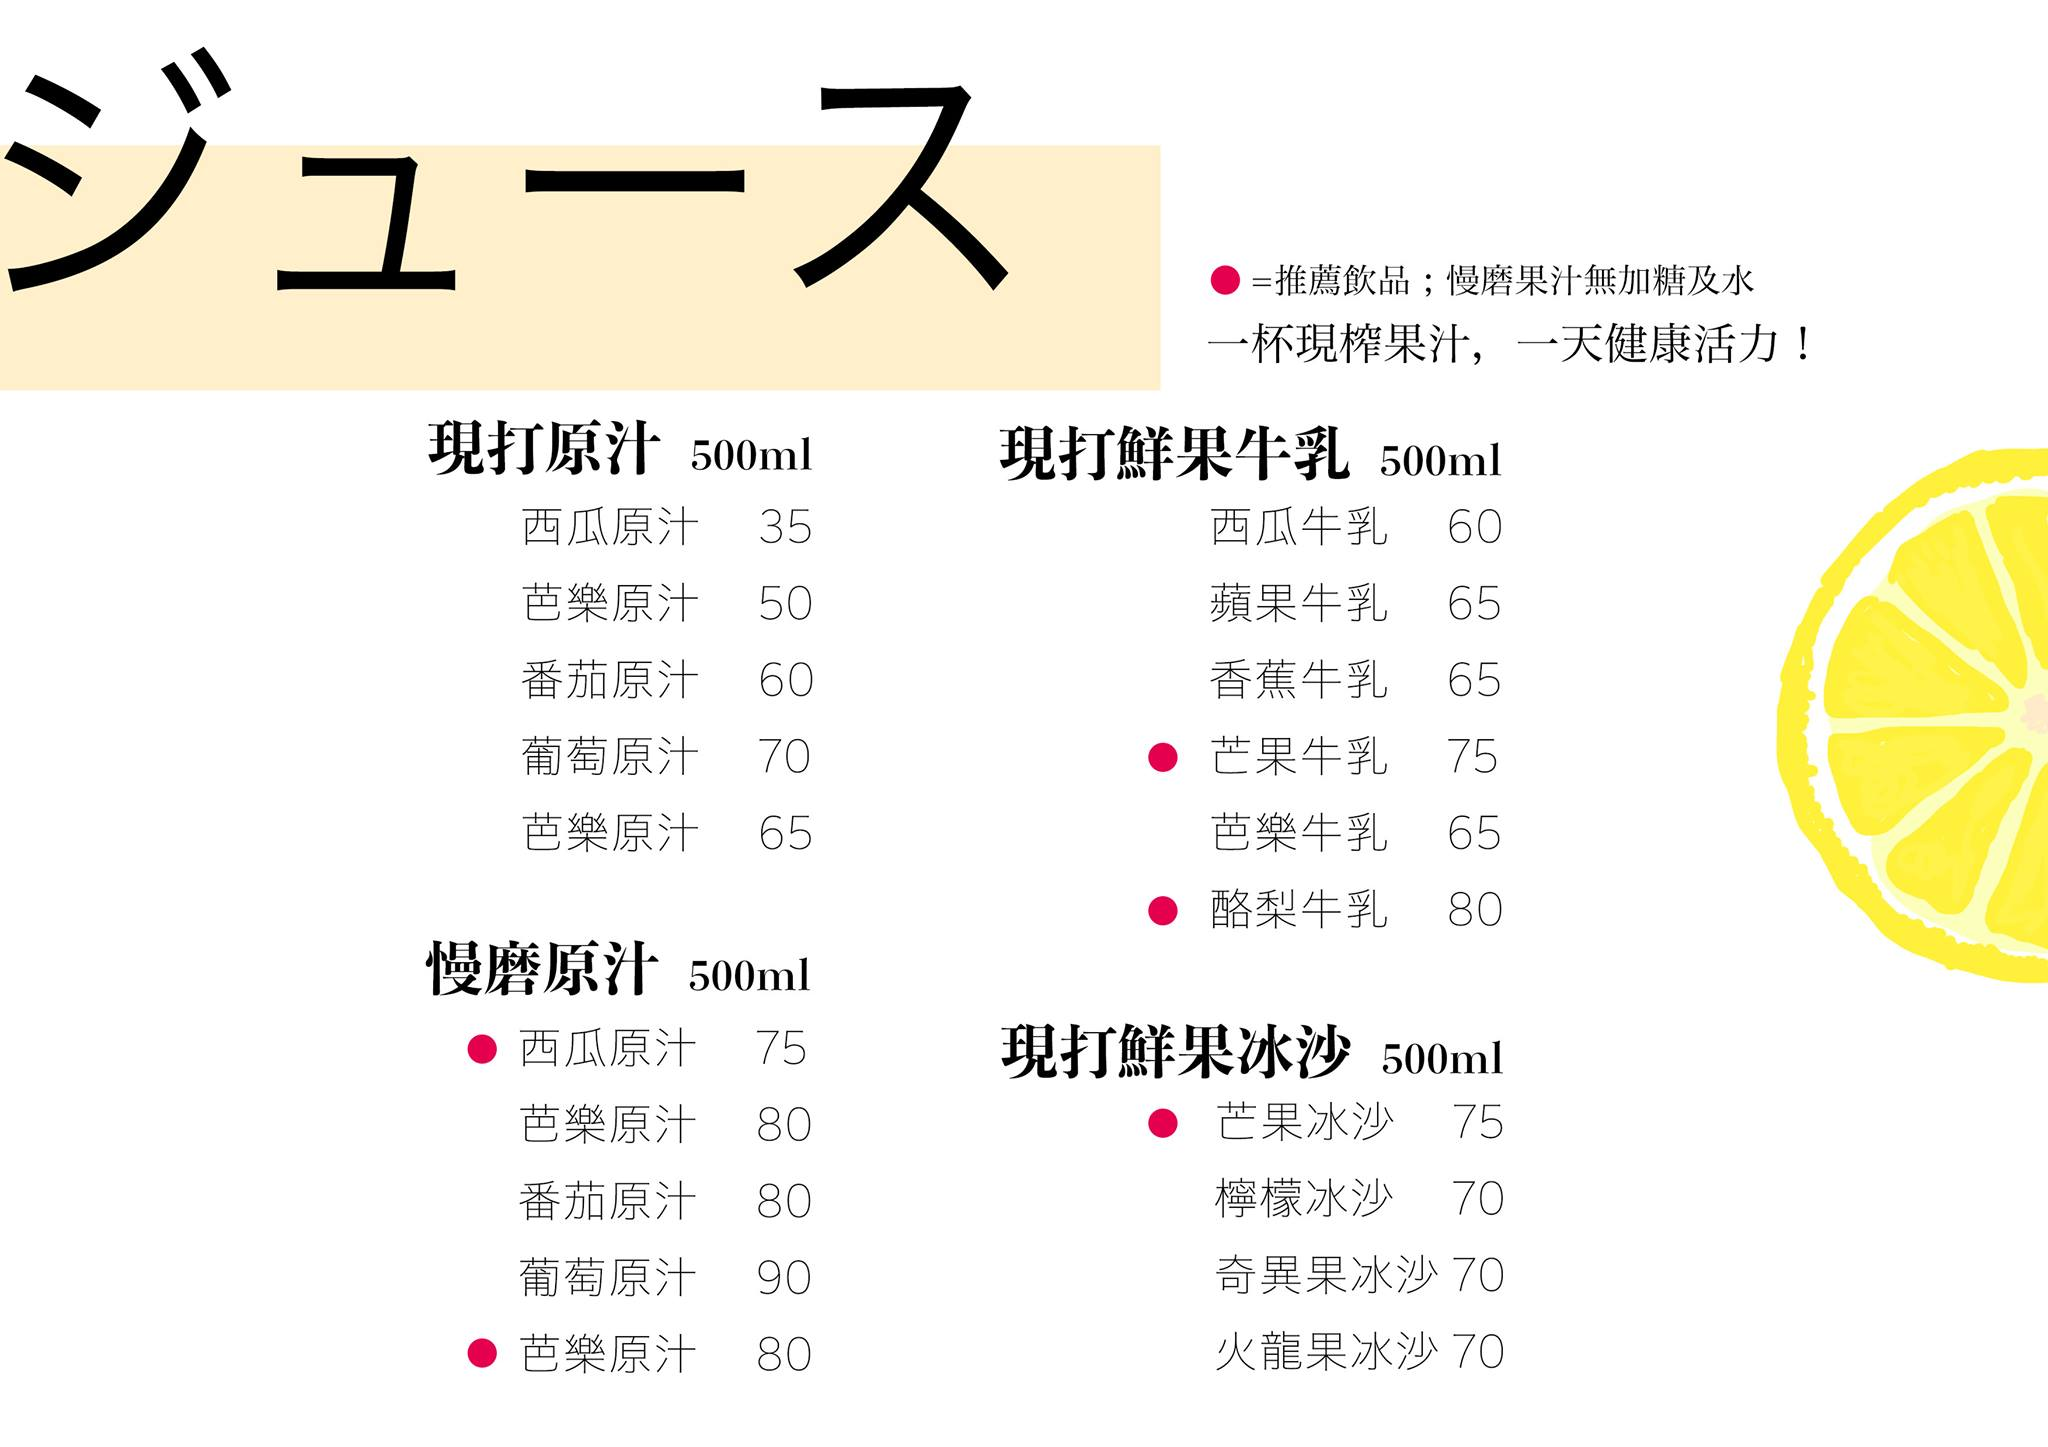 ジュース
●=推薦飲品；慢磨果汁無加糖及水
一杯現榨果汁，一天健康活力！
現打原汁 500ml
西瓜原汁 35
芭樂原汁 50
番茄原汁 60
葡萄原汁 70
芭樂原汁 65
慢磨原汁 500ml
● 西瓜原汁 75
芭樂原汁 80
番茄原汁 80
葡萄原汁 90
● 芭樂原汁 80
現打鮮果牛乳 500ml
西瓜牛乳 60
蘋果牛乳 65
香蕉牛乳 65
● 芒果牛乳 75
芭樂牛乳 65
● 酪梨牛乳 80
現打鮮果冰沙 500ml
● 芒果冰沙 75
檸檬冰沙 70
奇異果冰沙 70
火龍果冰沙 70